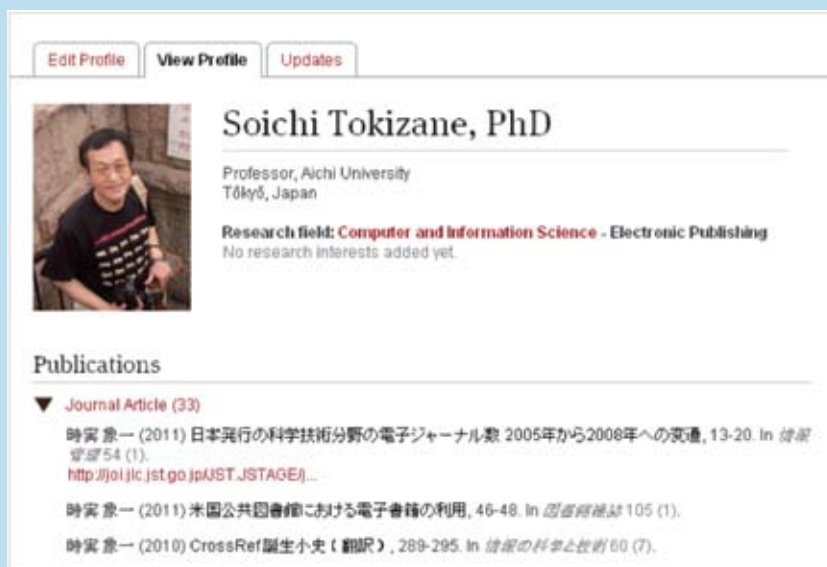 Edit Profile View Profile Updates
Soichi Tokizane, PhD
Professor, Aichi University
Tōkyō, Japan
Research field: Computer and Information Science - Electronic Publishing
No research interests added yet.
Publications
Journal Article (33)
時実 象一 (2011) 日本発行の科学技術分野の電子ジャーナル数 2005年から2008年への変遷, 13-20. In 情報
管理 54 (1).
http://joi.jlc.jst.go.jp/JST.JSTAGE/j...
時実 象一 (2011) 米国公共図書館における電子書籍の利用, 46-48. In 図書館雑誌 105 (1).
時実 象一 (2010) CrossRef誕生小史(翻訳), 289-295. In 情報の科学と技術 60 (7).